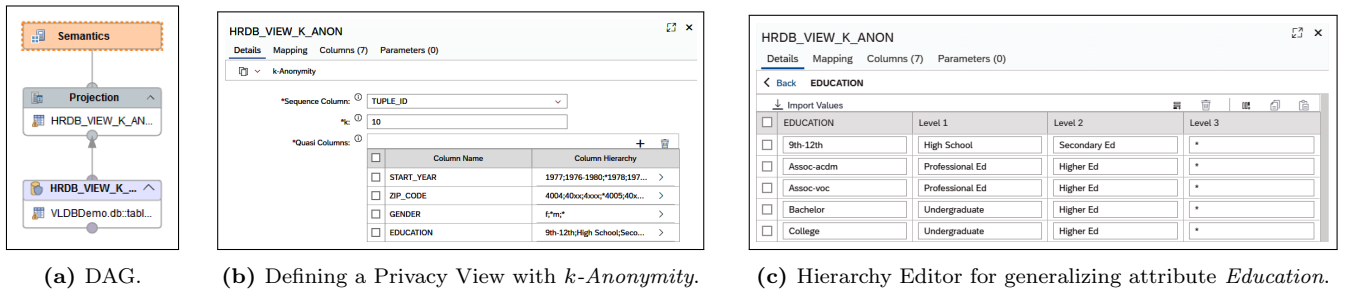 Semantics
Projection
HRDB_VIEW_K_AN...
HRDB_VIEW_K_...
VLDBDemo.db::tabl...
(a) DAG.
HRDB_VIEW_K_ANON
Details Mapping Columns (7) Parameters (0)
k-Anonymity
*Sequence Column: TUPLE_ID
*k: 10
*Quasi Columns:
Column Name Column Hierarchy
START_YEAR 1977;1976-1980;*1978;197...
ZIP_CODE 4004;40xx;4xxx;*4005;40x...
GENDER f;*m;*
EDUCATION 9th-12th;High School;Seco...
(b) Defining a Privacy View with k-Anonymity.
HRDB_VIEW_K_ANON
Details Mapping Columns (7) Parameters (0)
Back EDUCATION
Import Values
EDUCATION Level 1 Level 2 Level 3
9th-12th High School Secondary Ed *
Assoc-acdm Professional Ed Higher Ed *
Assoc-voc Professional Ed Higher Ed *
Bachelor Undergraduate Higher Ed *
College Undergraduate Higher Ed *
(c) Hierarchy Editor for generalizing attribute Education.